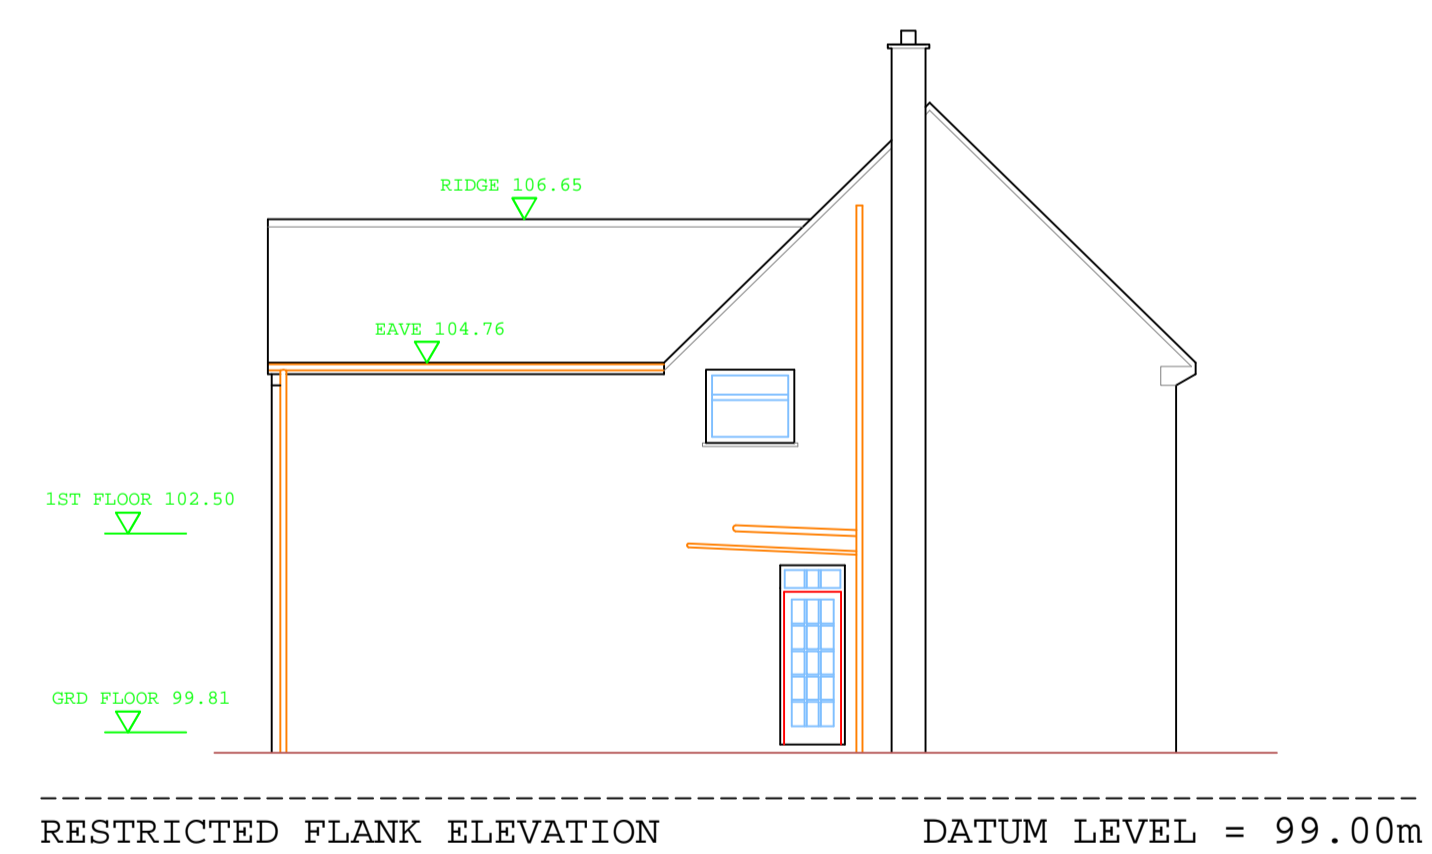 RIDGE 106.65
EAVE 104.76
1ST FLOOR 102.50
GRD FLOOR 99.81
RESTRICTED FLANK ELEVATION
DATUM LEVEL = 99.00m